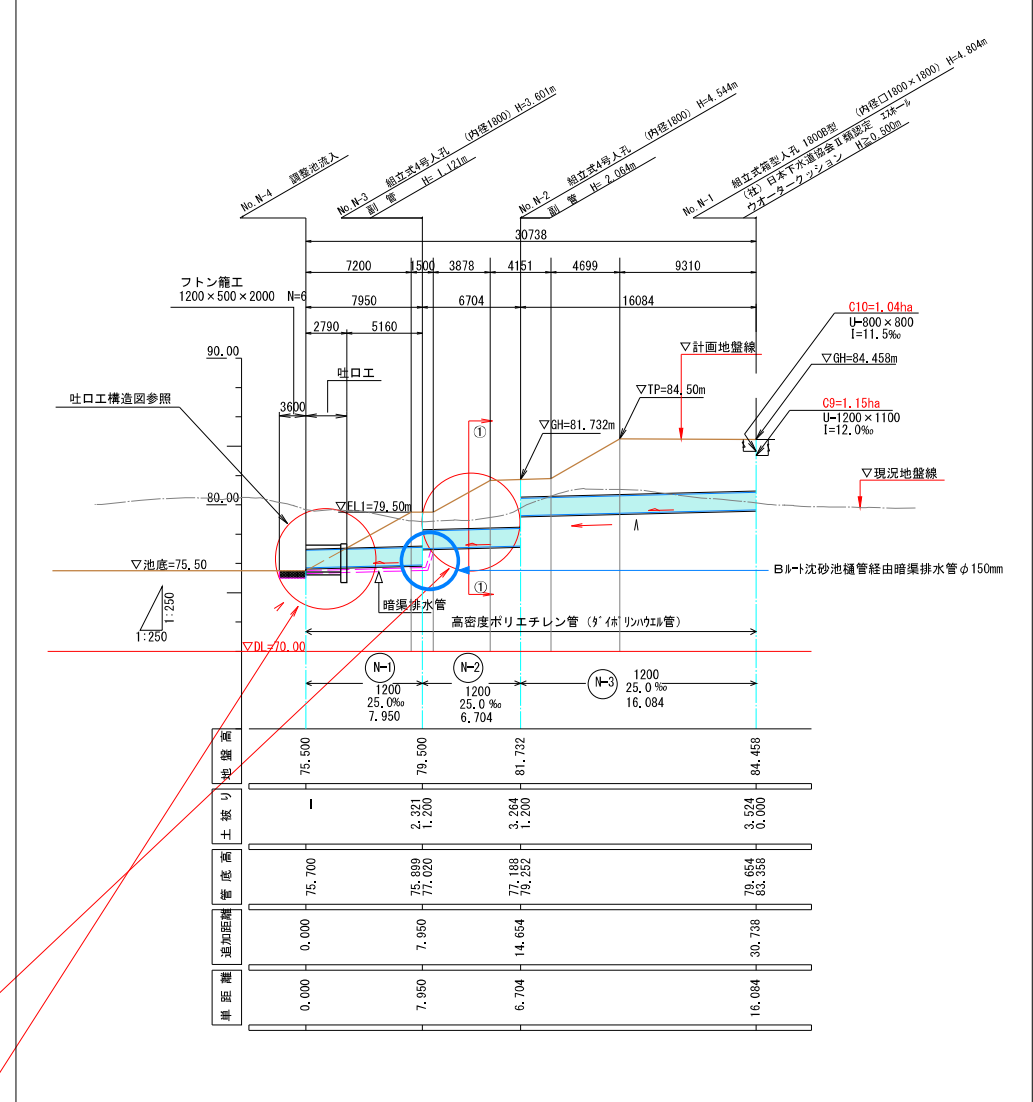 No.N-4 調整池流入
No.N-3 組立式4号人孔 (内径1800) H=3.601m
副 管 H= 1.121m
No.N-2 組立式4号人孔 (内径1800) H=4.544m
副 管 H= 2.064m
No.N-1 組立式箱型人孔 1800B型 (内径口1800×1800) H=4.804m
(社)日本下水道協会Ⅱ類認定 エスホール
ウオータークッション H≧0.500m
30738
7200 1500 3878 4151 4699 9310
フトン籠工
1200×500×2000 N=6
7950 6704 16084
2790 5160
C10=1.04ha
U-800×800
I=11.5‰
▽計画地盤線
▽GH=84.458m
90.00
吐口工
▽TP=84.50m
吐口工構造図参照
3600
C9=1.15ha
U-1200×1100
I=12.0‰
①
▽GH=81.732m
▽現況地盤線
80.00
▽EL1=79.50m
▽池底=75.50
Bルート沈砂池樋管経由暗渠排水管φ150mm
①
暗渠排水管
1:250
1:250
高密度ポリエチレン管 (ダイポリンハウエル管)
▽DL=70.00
N-1 N-2 N-3
1200 1200 1200
25.0‰ 25.0‰ 25.0‰
7.950 6.704 16.084
地盤高 75.500 79.500 81.732 84.458
土被り - 2.321 3.264 3.524
1.200 1.200 0.000
管底高 75.700 75.899 77.188 79.654
77.020 79.252 83.358
追加距離 0.000 7.950 14.654 30.738
単距離 0.000 7.950 6.704 16.084